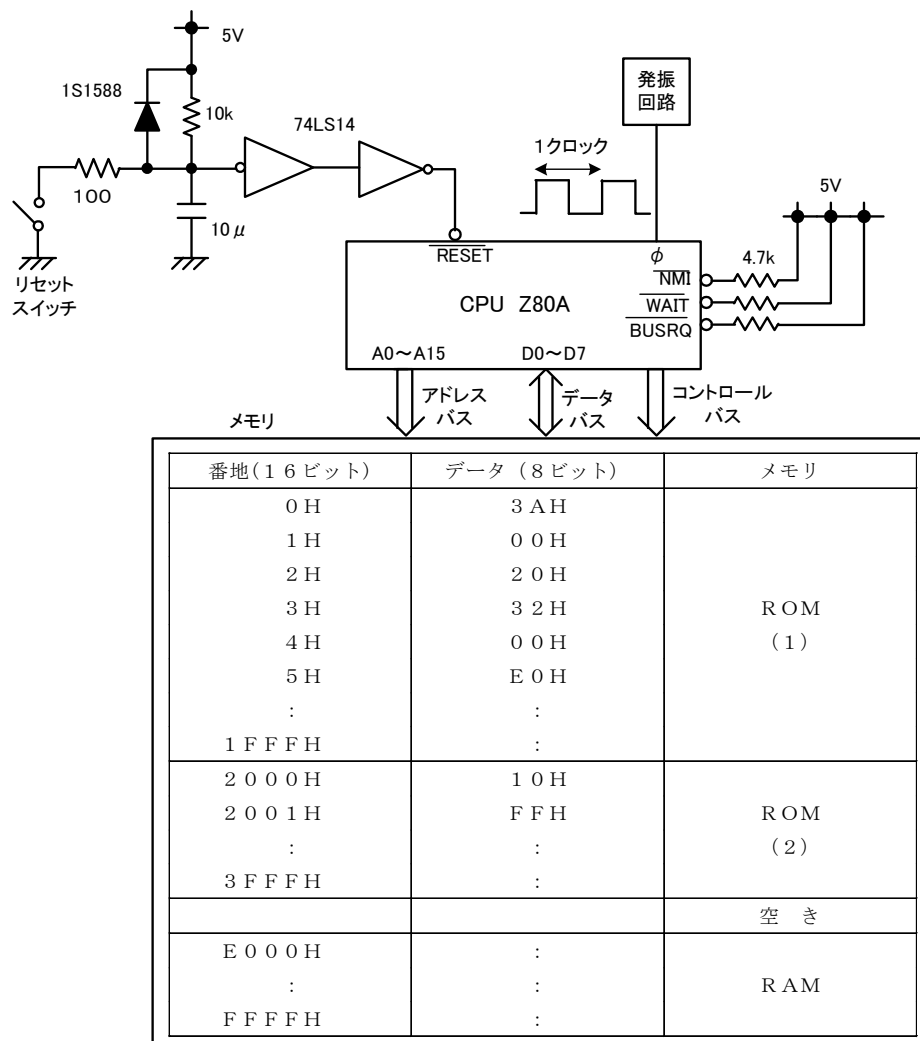 5V
1S1588
10k
74LS14
100
10μ
リセット
スイッチ
発振
回路
1クロック
5V
4.7k
RESET
φ
NMI
WAIT
BUSRQ
CPU Z80A
A0～A15 D0～D7
アドレス
バス
データ
バス
コントロール
バス
メモリ
番地(16ビット) データ(8ビット) メモリ
0H 3AH
1H 00H
2H 20H
3H 32H ROM
4H 00H (1)
5H E0H
: :
1FFFH :
2000H 10H
2001H FFH ROM
: : (2)
3FFFH :
空き
E000H :
: : RAM
FFFFH :